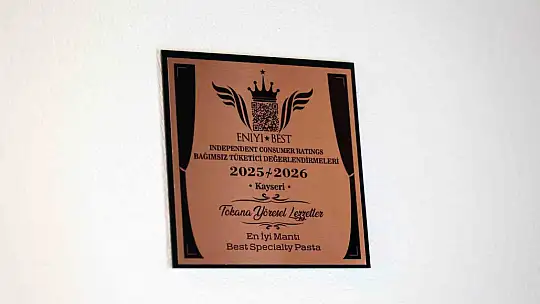 ENİYİ★BEST
INDEPENDENT CONSUMER RATINGS
BAĞIMSIZ TÜKETİCİ DEĞERLENDİRMELERİ
2025/2026
• Kayseri •
Tokana Yöresel Lezzetler
En İyi Mantı
Best Specialty Pasta